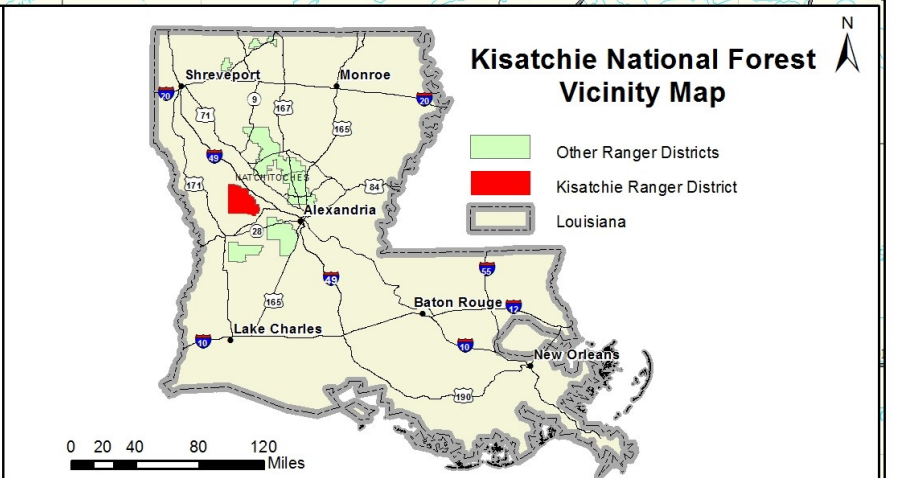 N
Kisatchie National Forest
Vicinity Map
Shreveport
Monroe
20
20
9
71
167
165
49
NATCHITOCHES
171
84
Alexandria
28
49
165
55
Baton Rouge
12
Lake Charles
10
10
New Orleans
190
Other Ranger Districts
Kisatchie Ranger District
Louisiana
0 20 40 80 120
Miles